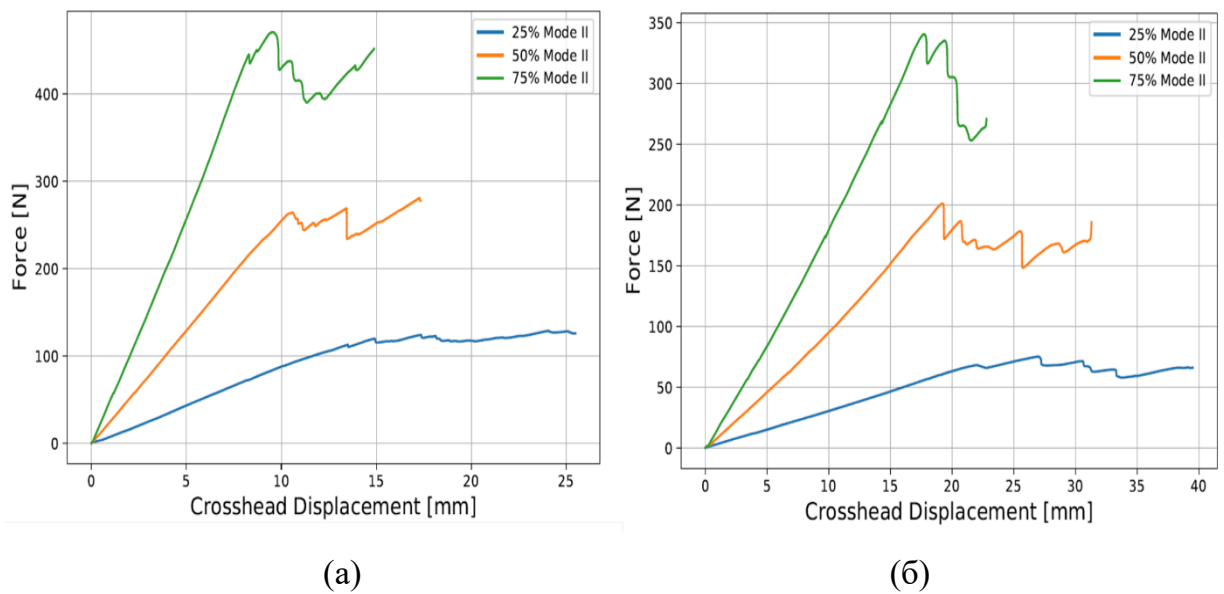 25% Mode II
50% Mode II
75% Mode II
400
300
200
100
0
Force [N]
0 5 10 15 20 25
Crosshead Displacement [mm]
(а)
25% Mode II
50% Mode II
75% Mode II
350
300
250
200
150
100
50
0
Force [N]
0 5 10 15 20 25 30 35 40
Crosshead Displacement [mm]
(б)